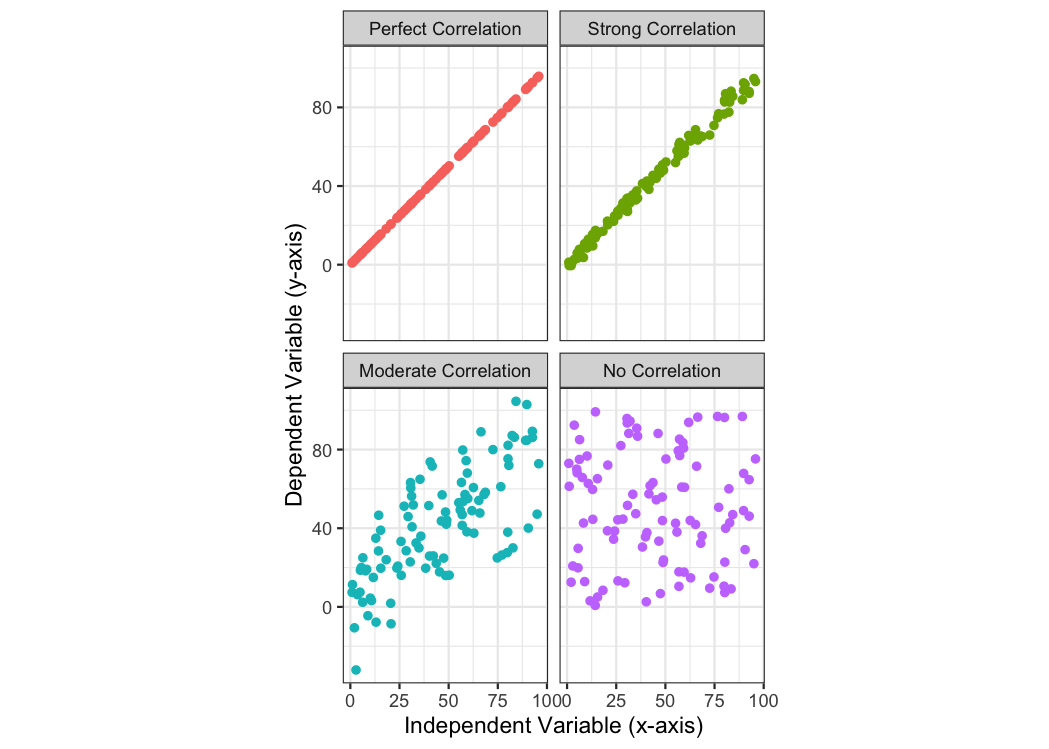 Perfect Correlation
Strong Correlation
80
40
0
Dependent Variable (y-axis)
Moderate Correlation
No Correlation
80
40
0
0 25 50 75 100
0 25 50 75 100
Independent Variable (x-axis)